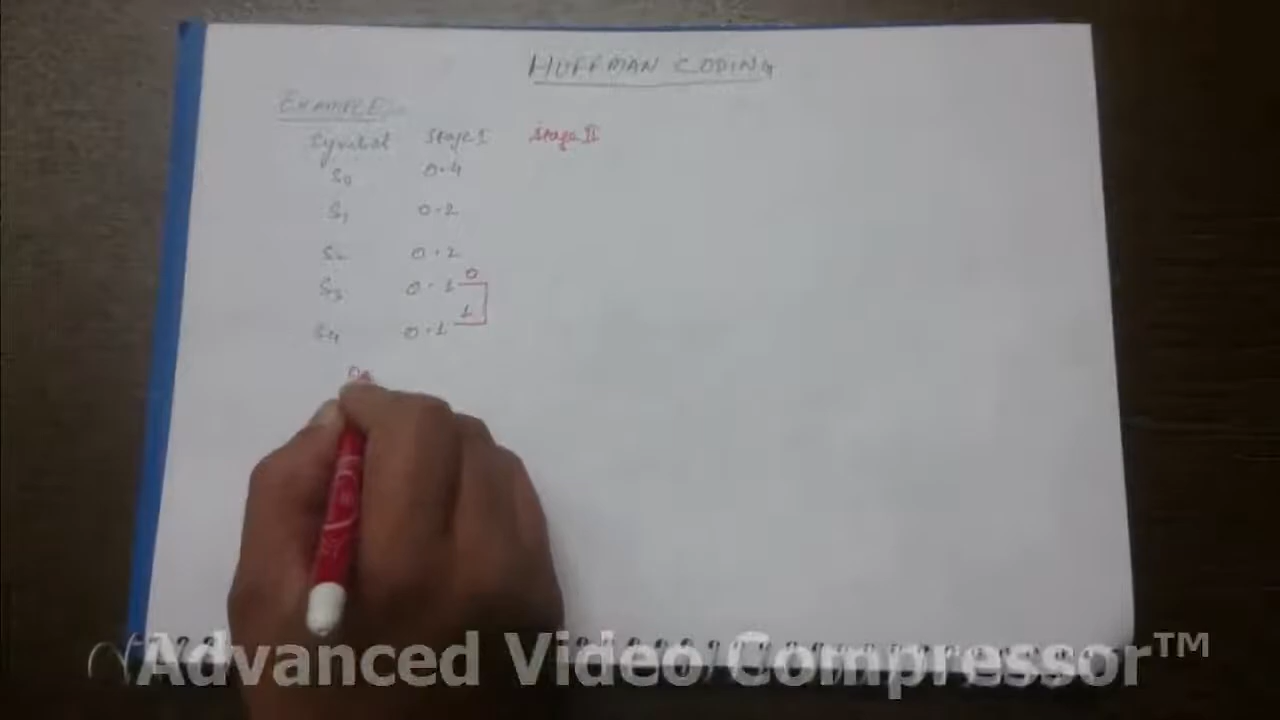 HUFFMAN CODING
EXAMPLE:-
Symbol Stage I Stage II
S0 0.4
S1 0.2
S2 0.2
S3 0.1 0
S4 0.1 1
Advanced Video Compressor™